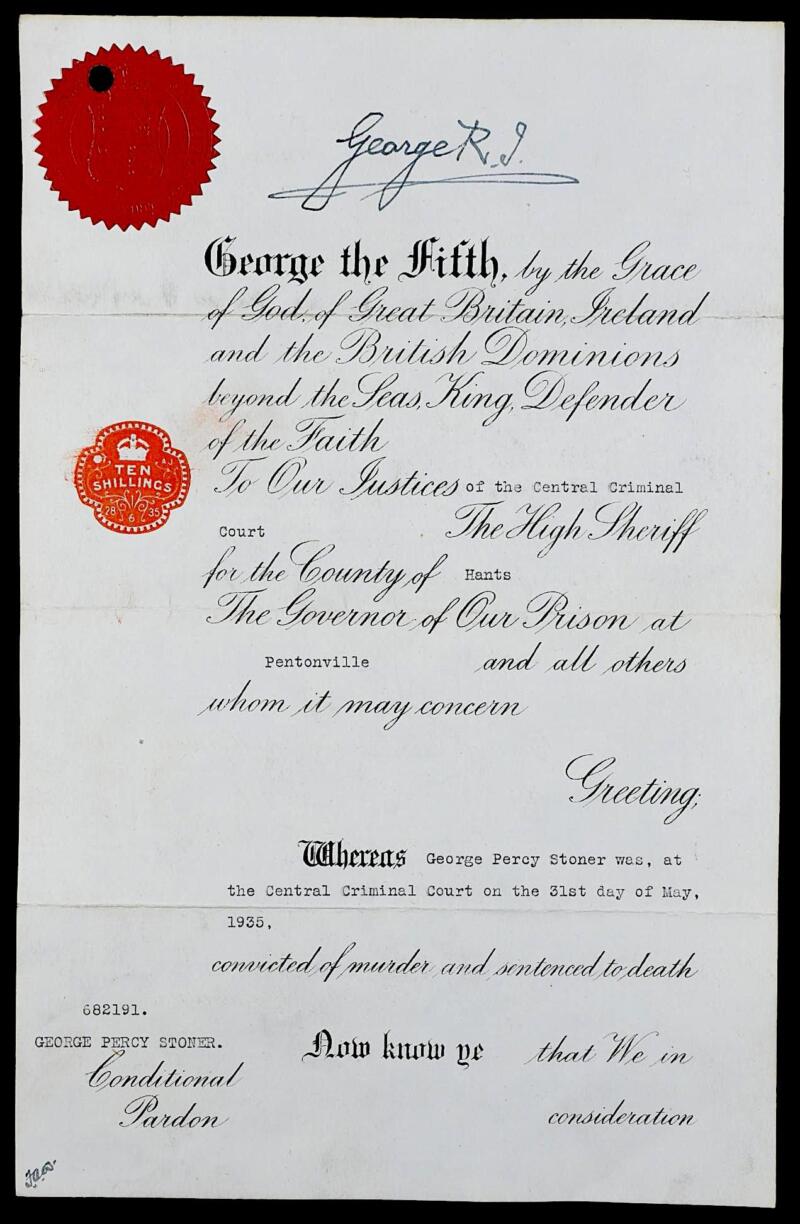 George R.I.
George the Fifth, by the Grace
of God, of Great Britain, Ireland
and the British Dominions
beyond the Seas, King, Defender
of the Faith
To Our Justices of the Central Criminal
Court The High Sheriff
for the County of Hants
The Governor of Our Prison at
Pentonville and all others
whom it may concern
Greeting;
TEN
SHILLINGS
28 6 35
Whereas George Percy Stoner was, at
the Central Criminal Court on the 31st day of May,
1935,
convicted of murder and sentenced to death
682191.
GEORGE PERCY STONER.
Conditional
Pardon
Now know ye that We in
consideration